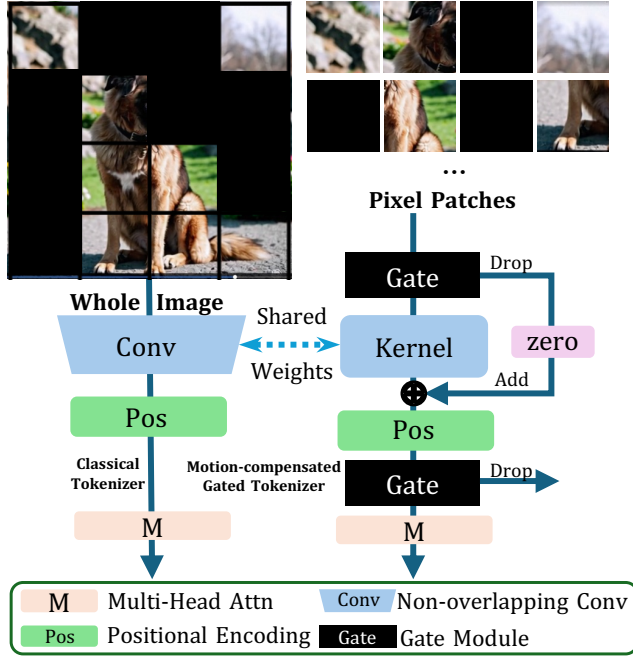 ...
Pixel Patches
Gate
Drop
Whole Image
Shared
Conv
Kernel
zero
Weights
Add
Pos
Pos
Classical
Tokenizer
Motion-compensated
Gated Tokenizer
Gate
Drop
M
M
M Multi-Head Attn
Conv Non-overlapping Conv
Pos Positional Encoding
Gate Gate Module